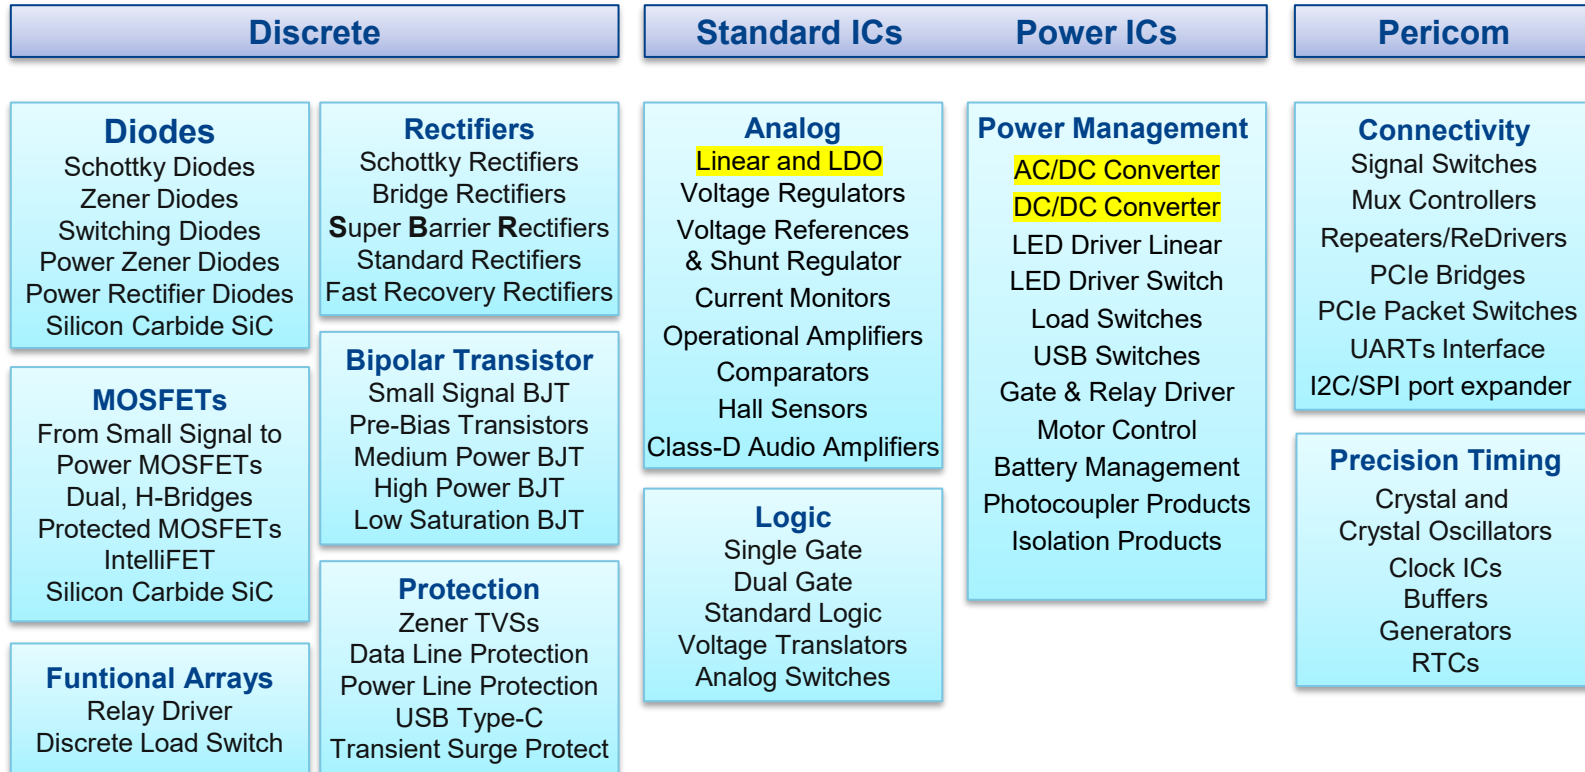 Discrete
Standard ICs
Power ICs
Pericom
Diodes
Schottky Diodes
Zener Diodes
Switching Diodes
Power Zener Diodes
Power Rectifier Diodes
Silicon Carbide SiC
MOSFETs
From Small Signal to
Power MOSFETs
Dual, H-Bridges
Protected MOSFETs
IntelliFET
Silicon Carbide SiC
Funtional Arrays
Relay Driver
Discrete Load Switch
Rectifiers
Schottky Rectifiers
Bridge Rectifiers
Super Barrier Rectifiers
Standard Rectifiers
Fast Recovery Rectifiers
Bipolar Transistor
Small Signal BJT
Pre-Bias Transistors
Medium Power BJT
High Power BJT
Low Saturation BJT
Protection
Zener TVSs
Data Line Protection
Power Line Protection
USB Type-C
Transient Surge Protect
Analog
Linear and LDO
Voltage Regulators
Voltage References
& Shunt Regulator
Current Monitors
Operational Amplifiers
Comparators
Hall Sensors
Class-D Audio Amplifiers
Logic
Single Gate
Dual Gate
Standard Logic
Voltage Translators
Analog Switches
Power Management
AC/DC Converter
DC/DC Converter
LED Driver Linear
LED Driver Switch
Load Switches
USB Switches
Gate & Relay Driver
Motor Control
Battery Management
Photocoupler Products
Isolation Products
Connectivity
Signal Switches
Mux Controllers
Repeaters/ReDrivers
PCIe Bridges
PCIe Packet Switches
UARTs Interface
I2C/SPI port expander
Precision Timing
Crystal and
Crystal Oscillators
Clock ICs
Buffers
Generators
RTCs